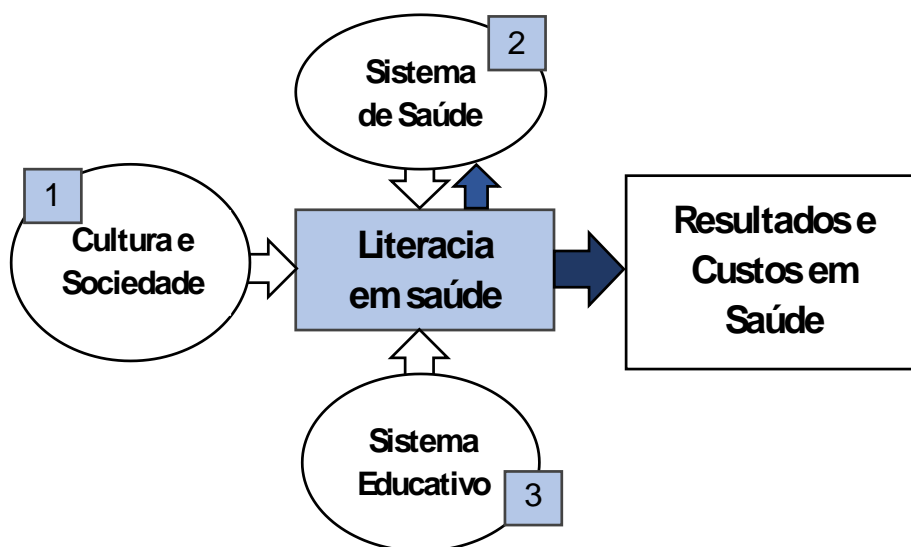 1
Cultura e
Sociedade
2
Sistema
de Saúde
Literacia
em saúde
Sistema
Educativo
3
Resultados e
Custos em
Saúde